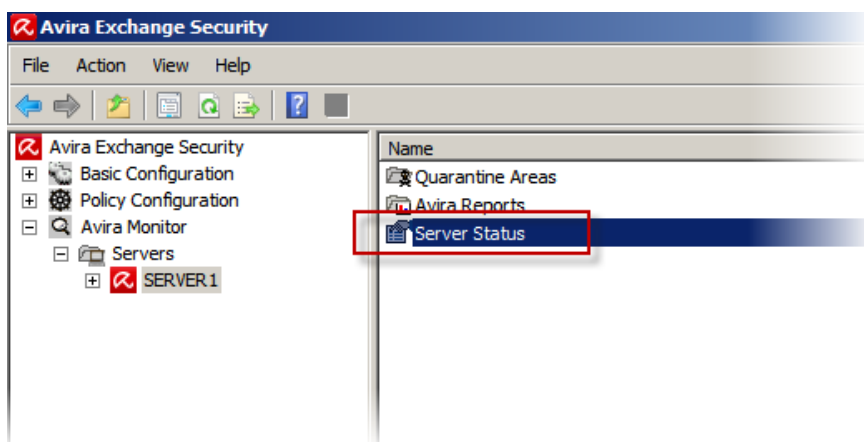 Avira Exchange Security
File Action View Help
Avira Exchange Security
Basic Configuration
Policy Configuration
Avira Monitor
Servers
SERVER1
Name
Quarantine Areas
Avira Reports
Server Status